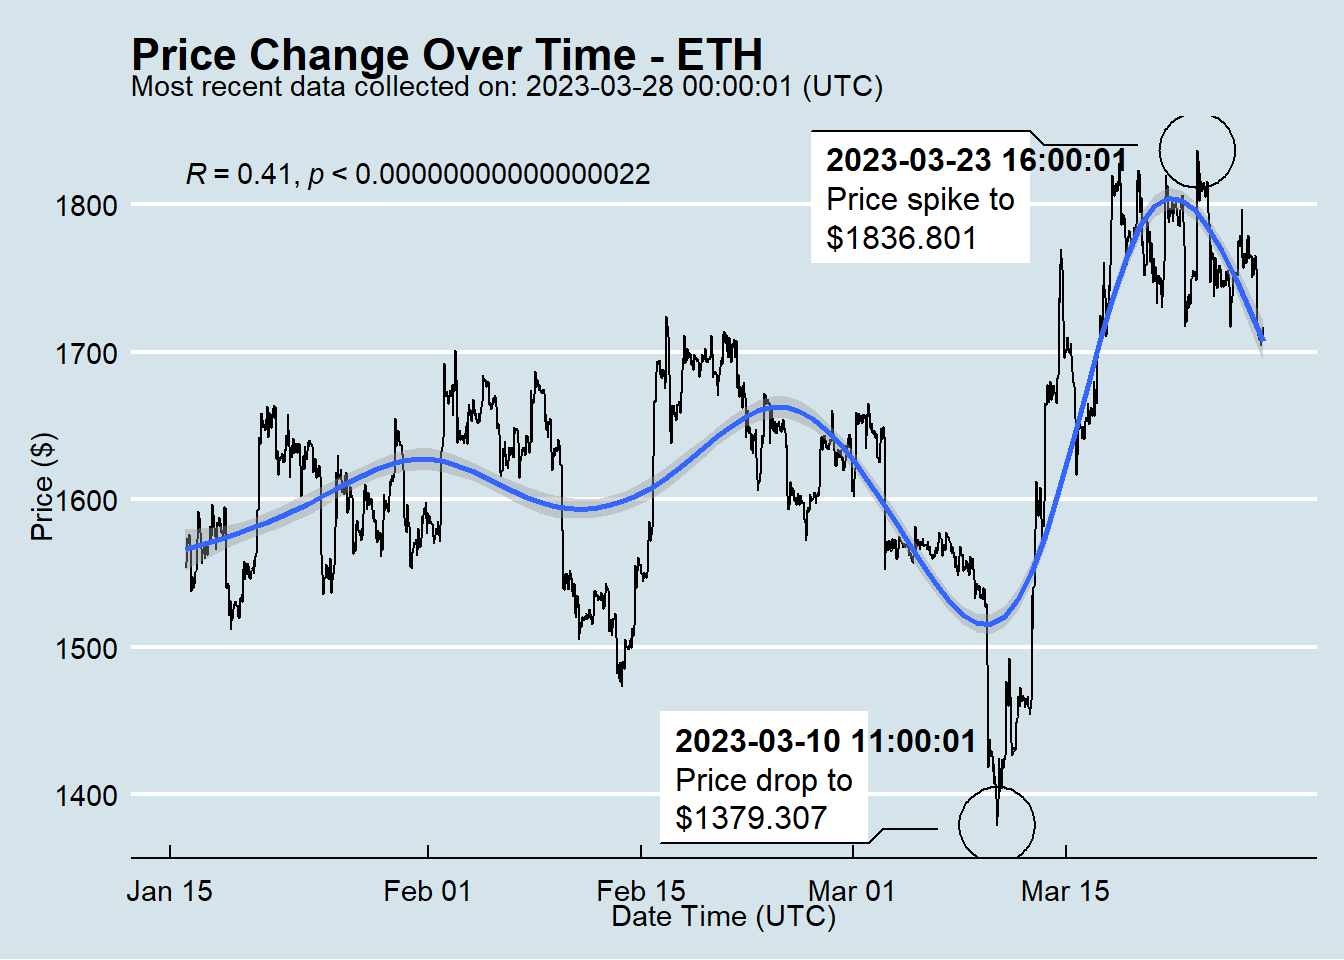 Price Change Over Time - ETH
Most recent data collected on: 2023-03-28 00:00:01 (UTC)
R = 0.41, p < 0.00000000000000022
2023-03-23 16:00:01
Price spike to
$1836.801
1800
1700
1600
1500
1400
Price ($)
2023-03-10 11:00:01
Price drop to
$1379.307
Jan 15 Feb 01 Feb 15 Mar 01 Mar 15
Date Time (UTC)